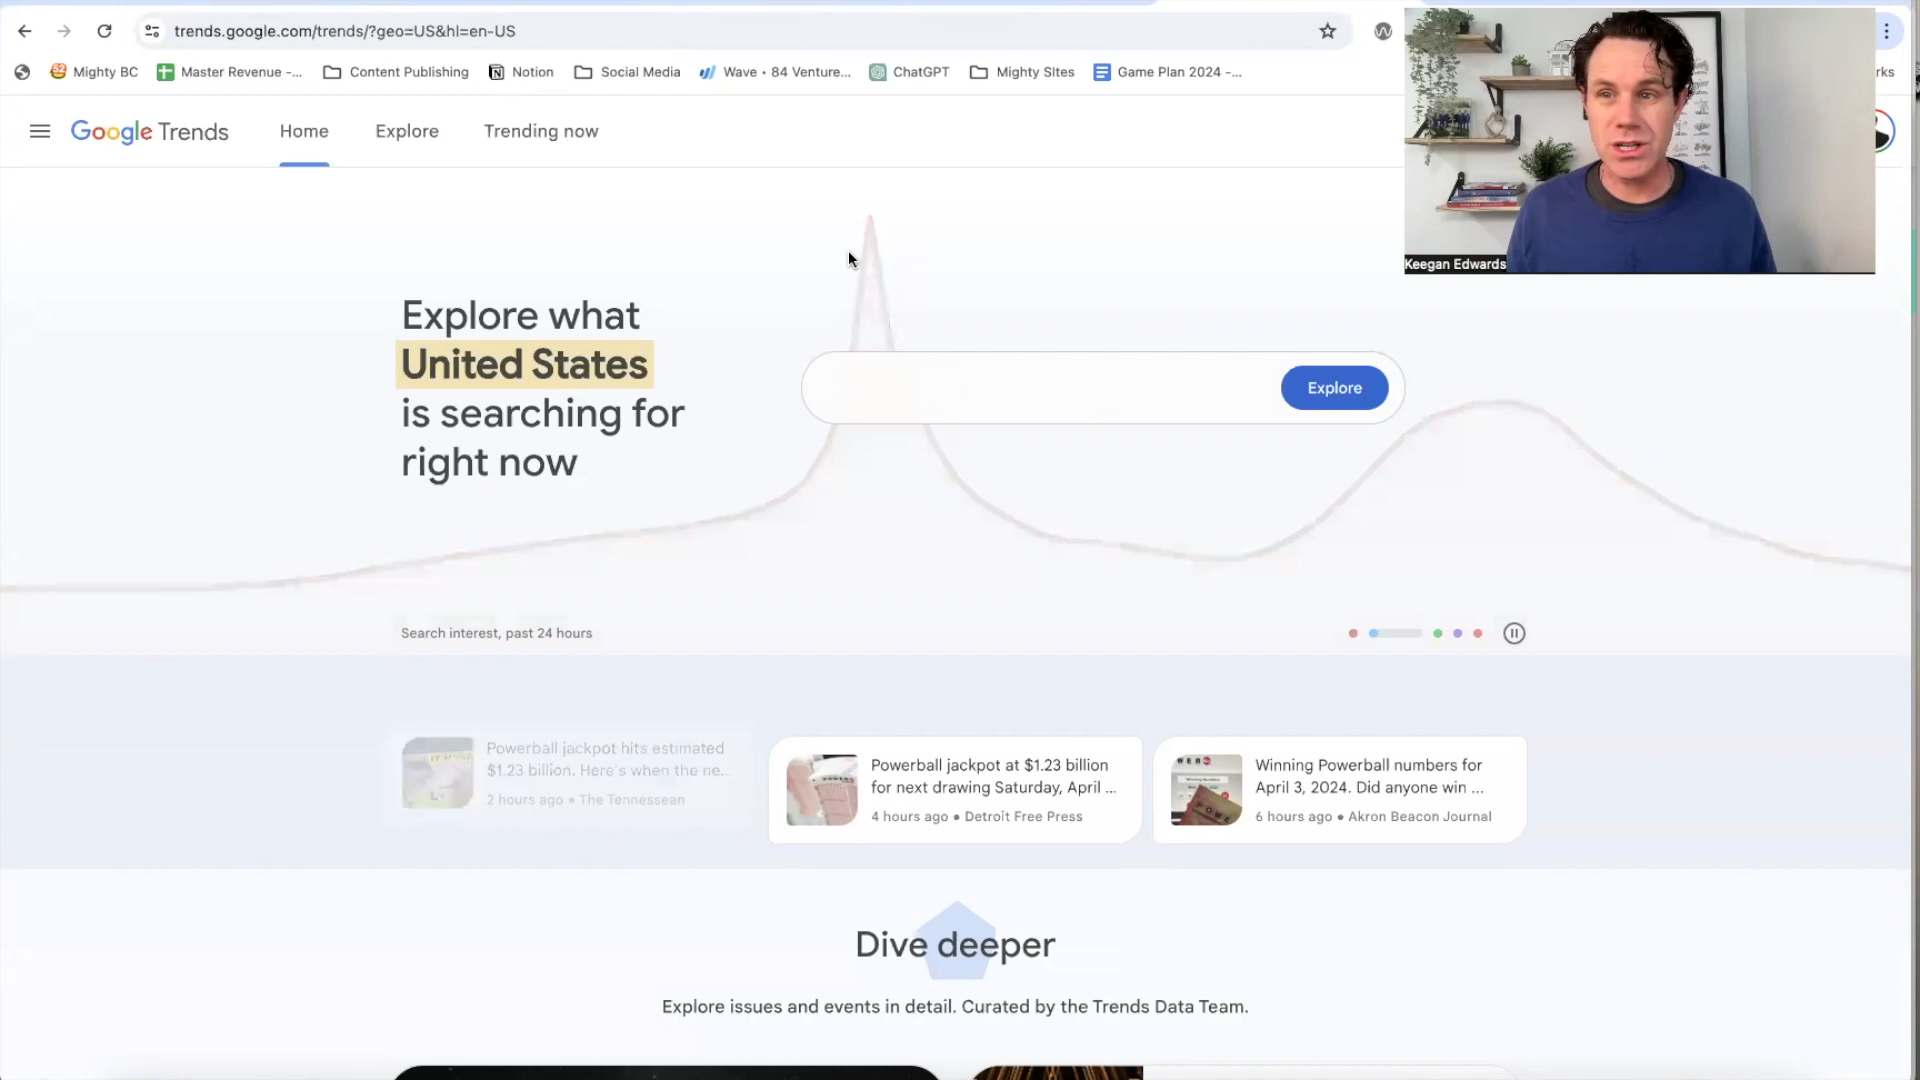 trends.google.com/trends/?geo=US&hl=en-US
Mighty BC
Master Revenue -...
Content Publishing
Notion
Social Media
Wave • 84 Venture...
ChatGPT
Mighty SItes
Game Plan 2024 -...
rks
Google Trends
Home
Explore
Trending now
Keegan Edwards
Explore what
United States
is searching for
right now
Explore
Search interest, past 24 hours
Powerball jackpot hits estimated
$1.23 billion. Here's when the ne...
2 hours ago • The Tennessean
Powerball jackpot at $1.23 billion
for next drawing Saturday, April ...
4 hours ago • Detroit Free Press
Winning Powerball numbers for
April 3, 2024. Did anyone win ...
6 hours ago • Akron Beacon Journal
Dive deeper
Explore issues and events in detail. Curated by the Trends Data Team.